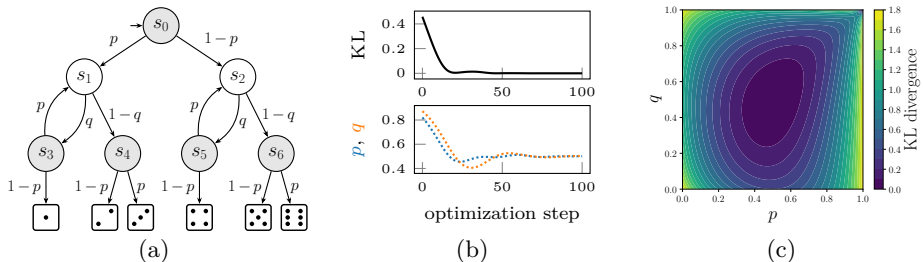 s₀
p
1−p
s₁
s₂
p
q
1−q
p
q
1−q
s₃
s₄
s₅
s₆
1−p
1−p
p
1−p
1−p
p
(a)
KL
0.4
0.2
0
p, q
0.8
0.6
0.4
0
50
100
optimization step
(b)
q
1.0
0.8
0.6
0.4
0.2
0.0
0.0
0.2
0.4
0.6
0.8
1.0
p
1.8
1.6
1.4
1.2
1.0
0.8
0.6
0.4
0.2
0.0
KL divergence
(c)